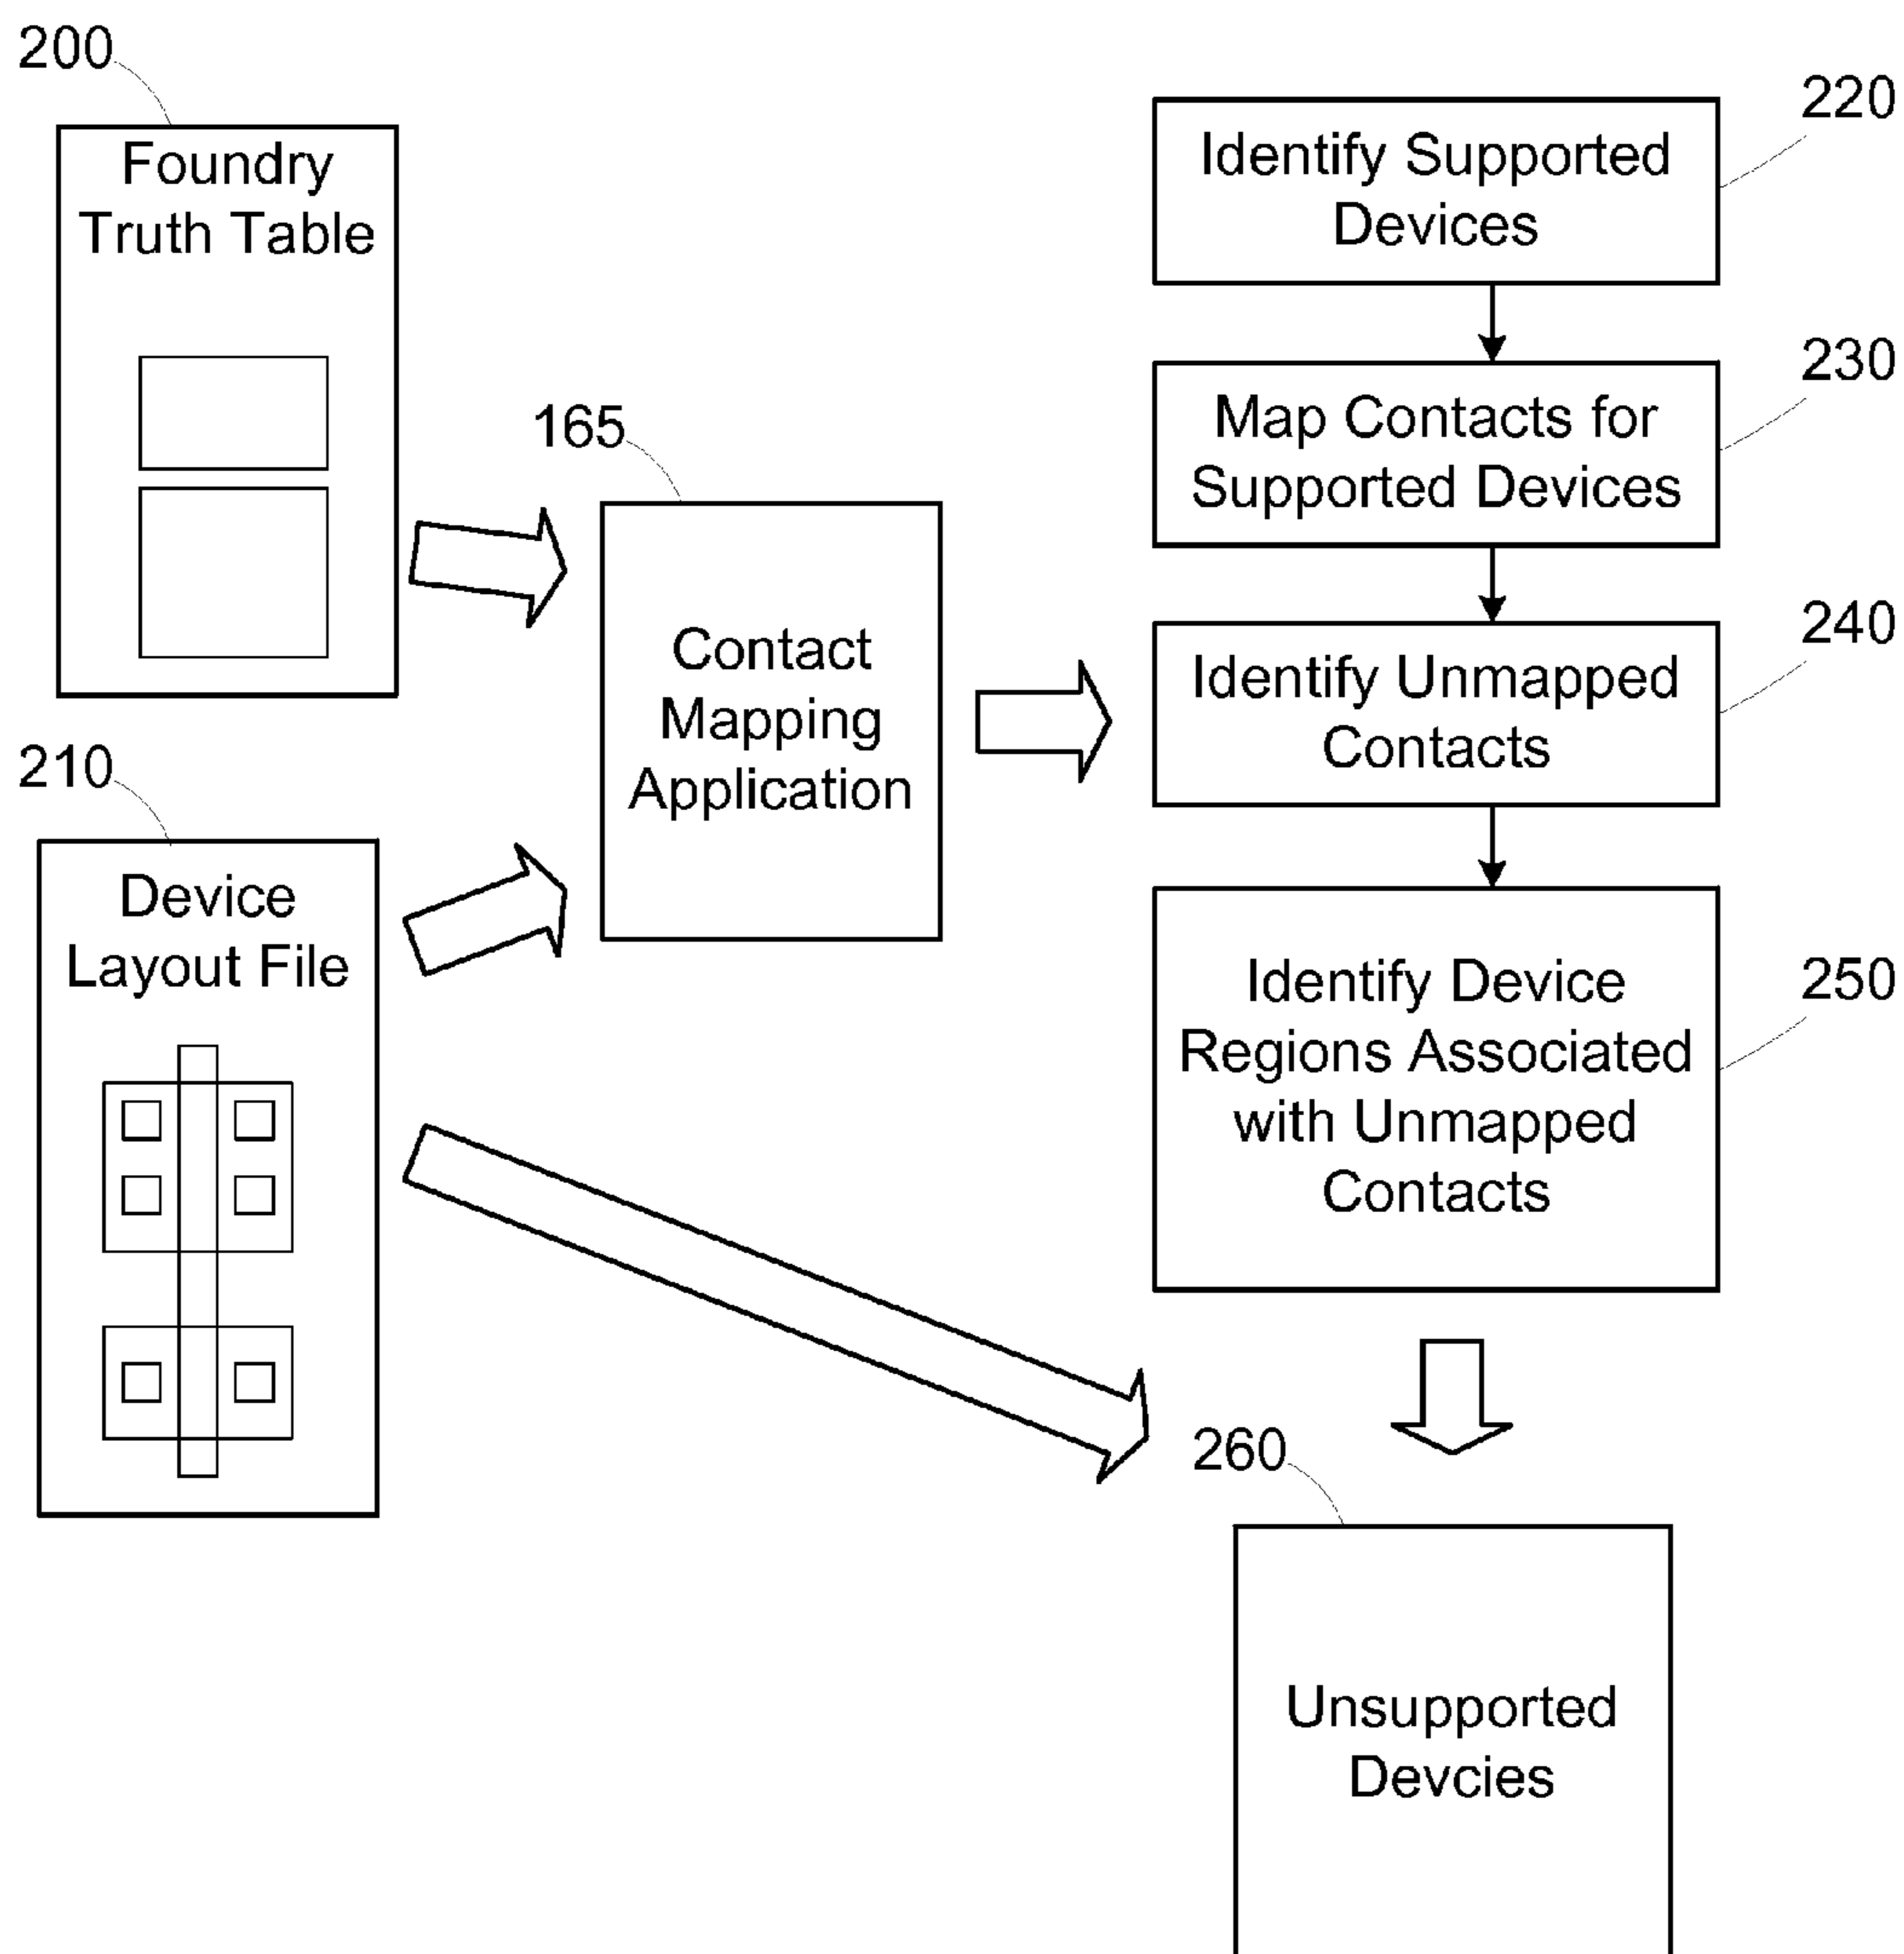 200
Foundry
Truth Table
210
Device
Layout File
165
Contact
Mapping
Application
220
Identify Supported
Devices
230
Map Contacts for
Supported Devices
240
Identify Unmapped
Contacts
250
Identify Device
Regions Associated
with Unmapped
Contacts
260
Unsupported
Devcies